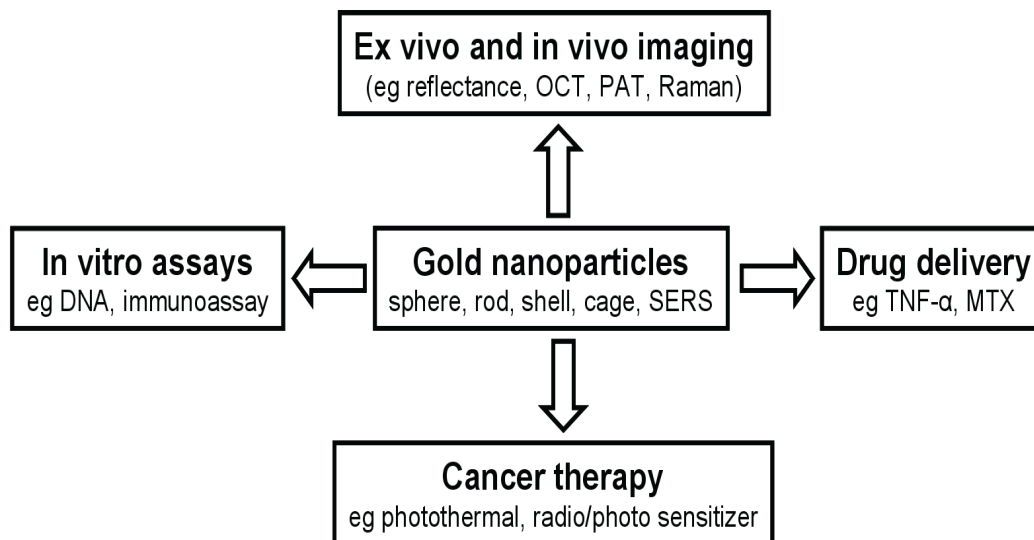 Ex vivo and in vivo imaging
(eg reflectance, OCT, PAT, Raman)
In vitro assays
eg DNA, immunoassay
Gold nanoparticles
sphere, rod, shell, cage, SERS
Drug delivery
eg TNF-α, MTX
Cancer therapy
eg photothermal, radio/photo sensitizer